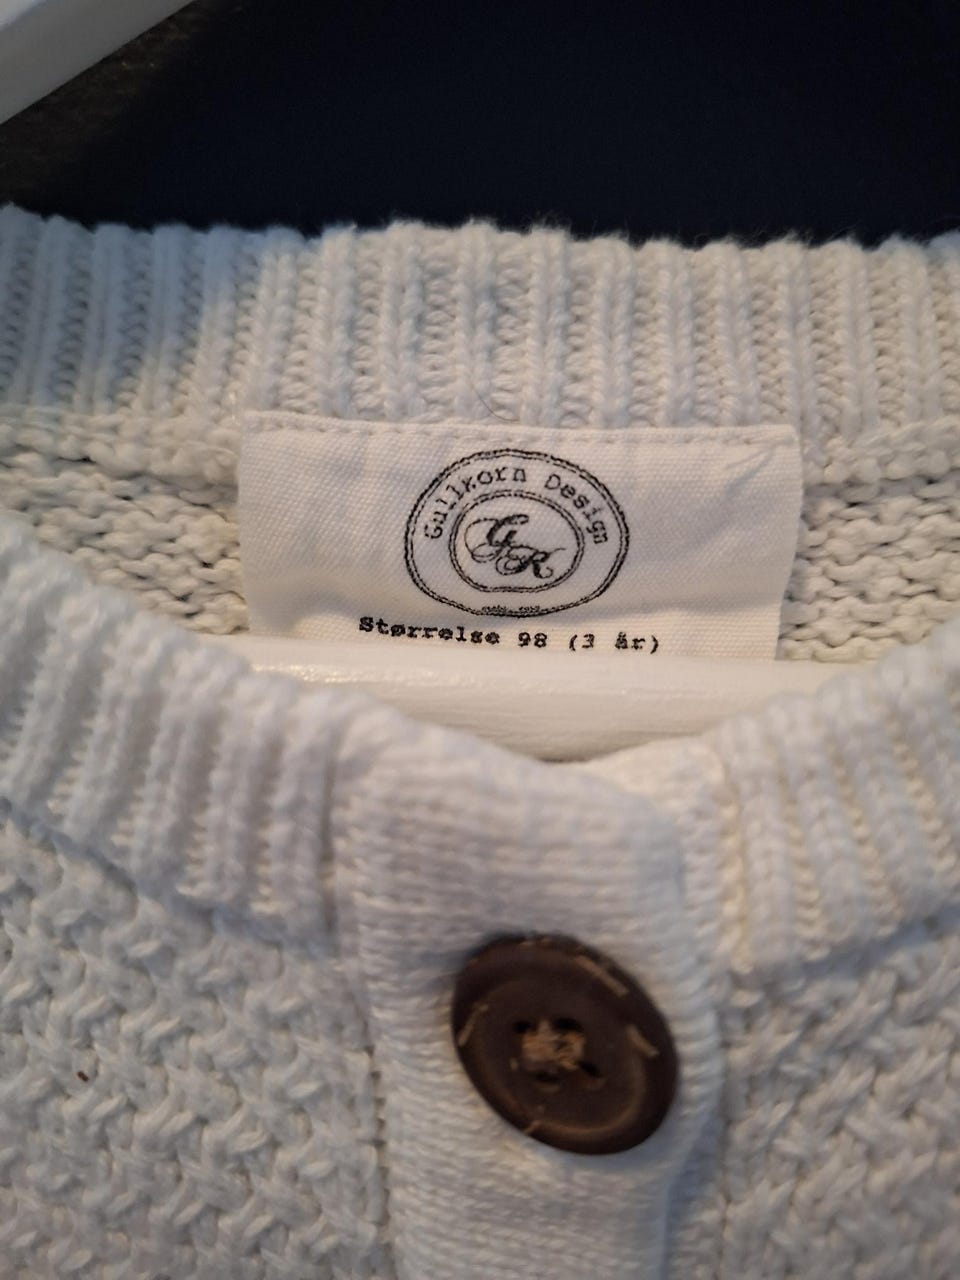 Gullkorn Design
GK
Størrelse 98 (3 år)